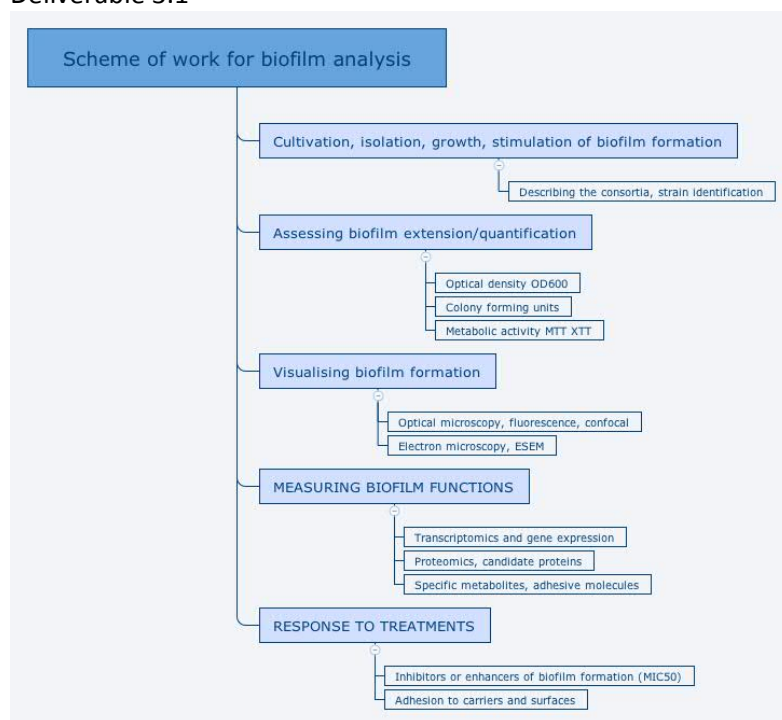 Deliverable 3.1
Scheme of work for biofilm analysis
Cultivation, isolation, growth, stimulation of biofilm formation
Describing the consortia, strain identification
Assessing biofilm extension/quantification
Optical density OD600
Colony forming units
Metabolic activity MTT XTT
Visualising biofilm formation
Optical microscopy, fluorescence, confocal
Electron microscopy, ESEM
MEASURING BIOFILM FUNCTIONS
Transcriptomics and gene expression
Proteomics, candidate proteins
Specific metabolites, adhesive molecules
RESPONSE TO TREATMENTS
Inhibitors or enhancers of biofilm formation (MIC50)
Adhesion to carriers and surfaces